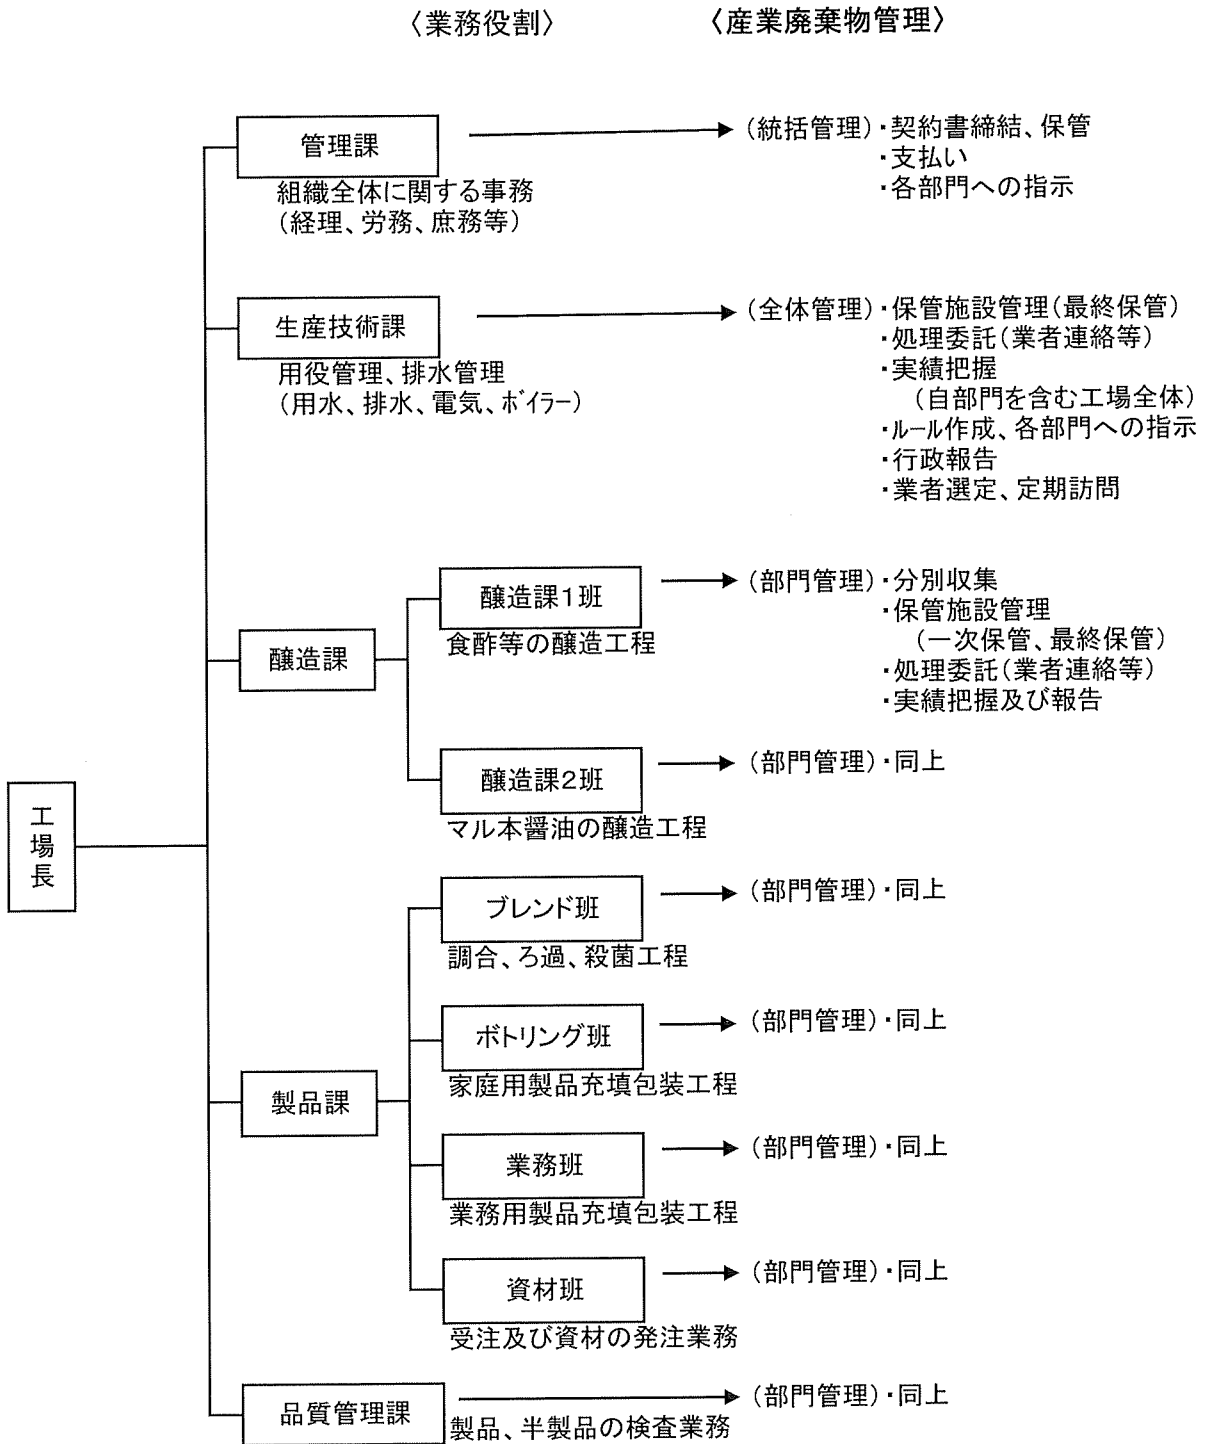 〈業務役割〉 〈産業廃棄物管理〉
管理課 (統括管理)・契約書締結、保管
・支払い
組織全体に関する事務 ・各部門への指示
(経理、労務、庶務等)
生産技術課 (全体管理)・保管施設管理(最終保管)
・処理委託(業者連絡等)
用役管理、排水管理 ・実績把握
(用水、排水、電気、ﾎﾞｲﾗｰ) (自部門を含む工場全体)
・ﾙｰﾙ作成、各部門への指示
・行政報告
・業者選定、定期訪問
醸造課1班 (部門管理)・分別収集
・保管施設管理
食酢等の醸造工程 (一次保管、最終保管)
醸造課 ・処理委託(業者連絡等)
・実績把握及び報告
醸造課2班 (部門管理)・同上
マル本醤油の醸造工程
工場長
ブレンド班 (部門管理)・同上
調合、ろ過、殺菌工程
ボトリング班 (部門管理)・同上
家庭用製品充填包装工程
製品課
業務班 (部門管理)・同上
業務用製品充填包装工程
資材班 (部門管理)・同上
受注及び資材の発注業務
品質管理課 (部門管理)・同上
製品、半製品の検査業務